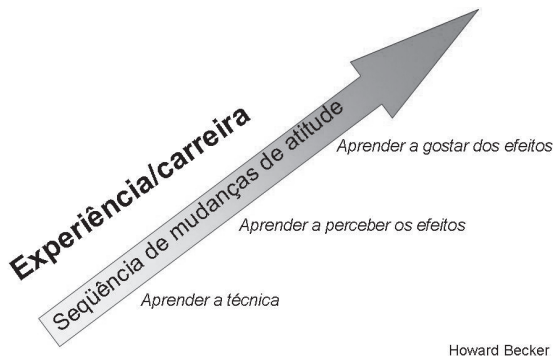 Experiência/carreira
Seqüência de mudanças de atitude
Aprender a gostar dos efeitos
Aprender a perceber os efeitos
Aprender a técnica
Howard Becker